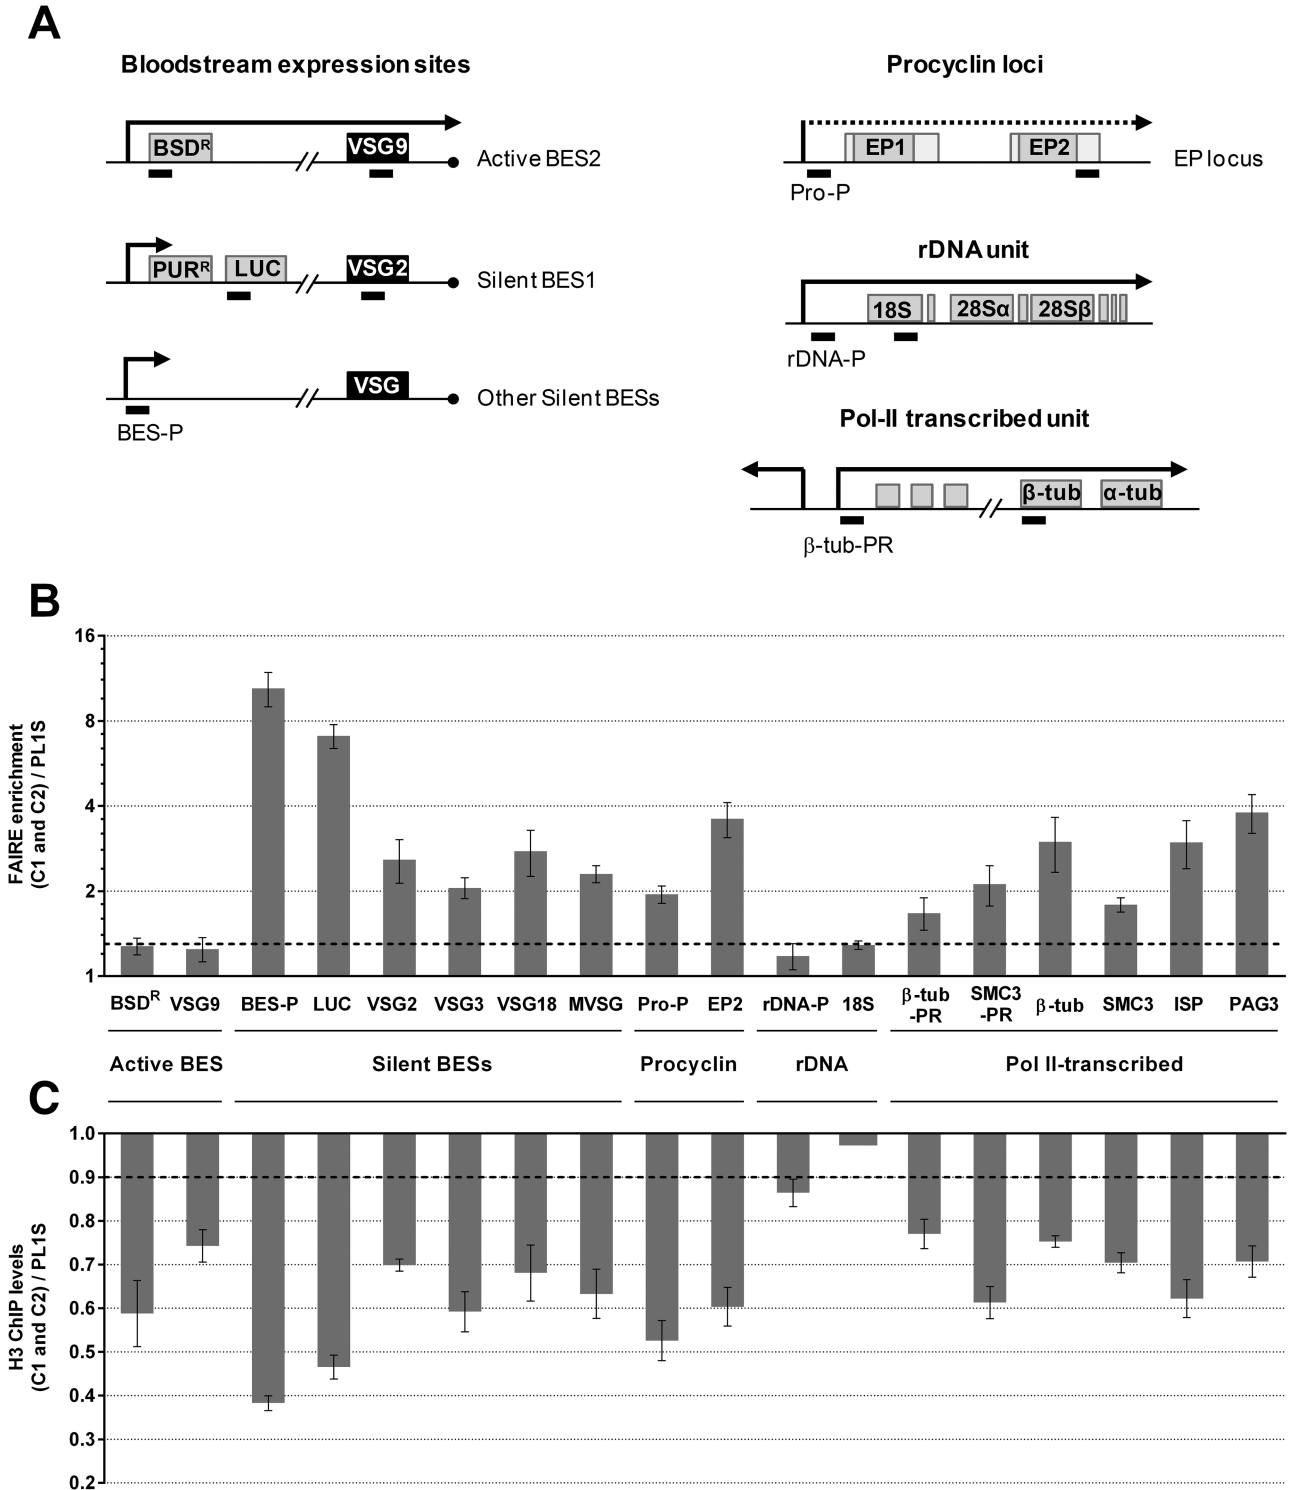 A
Bloodstream expression sites
BSDR
VSG9
Active BES2
PURR
LUC
VSG2
Silent BES1
VSG
Other Silent BESs
BES-P
Procyclin loci
EP1
EP2
EP locus
Pro-P
rDNA unit
18S
28Sα
28Sβ
rDNA-P
Pol-II transcribed unit
β-tub
α-tub
β-tub-PR
B
FAIRE enrichment
(C1 and C2) / PL1S
16
8
4
2
1
BSDR
VSG9
BES-P
LUC
VSG2
VSG3
VSG18
MVSG
Pro-P
EP2
rDNA-P
18S
β-tub
-PR
SMC3
-PR
β-tub
SMC3
ISP
PAG3
Active BES
Silent BESs
Procyclin
rDNA
Pol II-transcribed
C
H3 ChIP levels
(C1 and C2) / PL1S
1.0
0.9
0.8
0.7
0.6
0.5
0.4
0.3
0.2